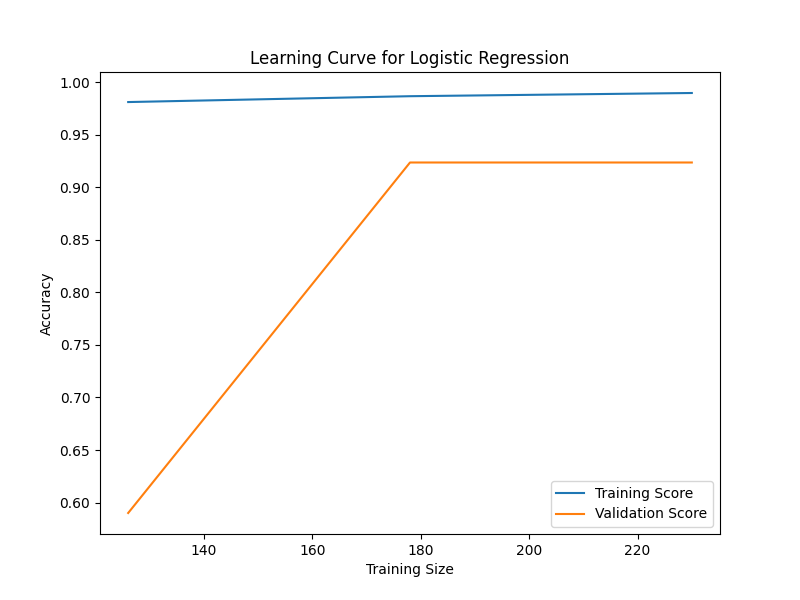 Learning Curve for Logistic Regression
1.00
0.95
0.90
0.85
0.80
0.75
0.70
0.65
0.60
Accuracy
140
160
180
200
220
Training Size
Training Score
Validation Score